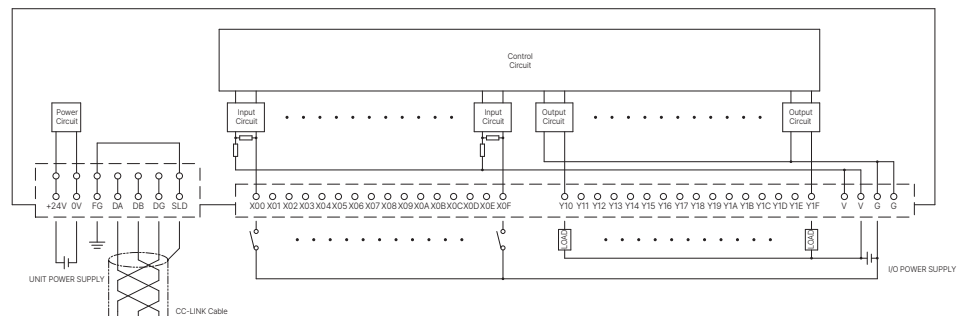 Control
Circuit
Power
Circuit
Input
Circuit
Input
Circuit
Output
Circuit
Output
Circuit
+24V 0V FG DA DB DG SLD
X00 X01 X02 X03 X04 X05 X06 X07 X08 X09 X0A X0B X0C X0D X0E X0F
Y10 Y11 Y12 Y13 Y14 Y15 Y16 Y17 Y18 Y19 Y1A Y1B Y1C Y1D Y1E Y1F V V G G
LOAD
LOAD
UNIT POWER SUPPLY
I/O POWER SUPPLY
CC-LINK Cable